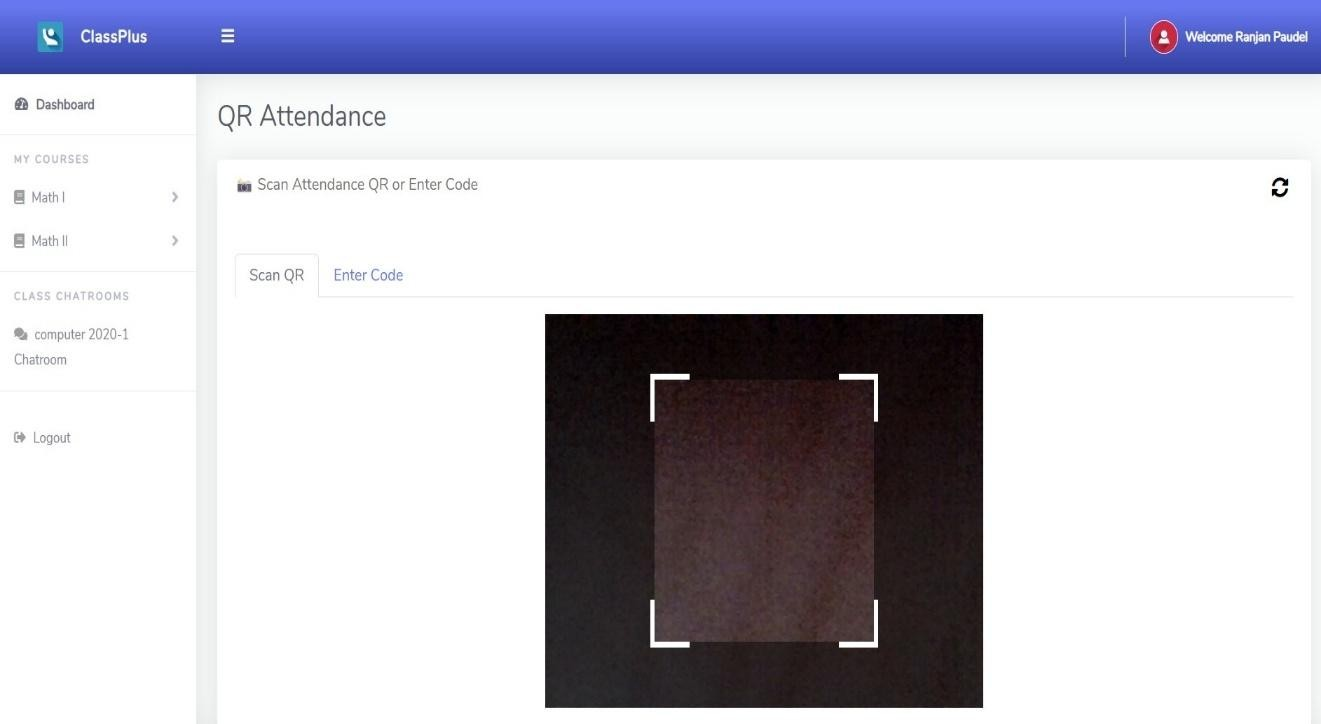 ClassPlus
Welcome Ranjan Paudel
Dashboard
MY COURSES
Math I
Math II
CLASS CHATROOMS
computer 2020-1
Chatroom
Logout
QR Attendance
Scan Attendance QR or Enter Code
Scan QR
Enter Code